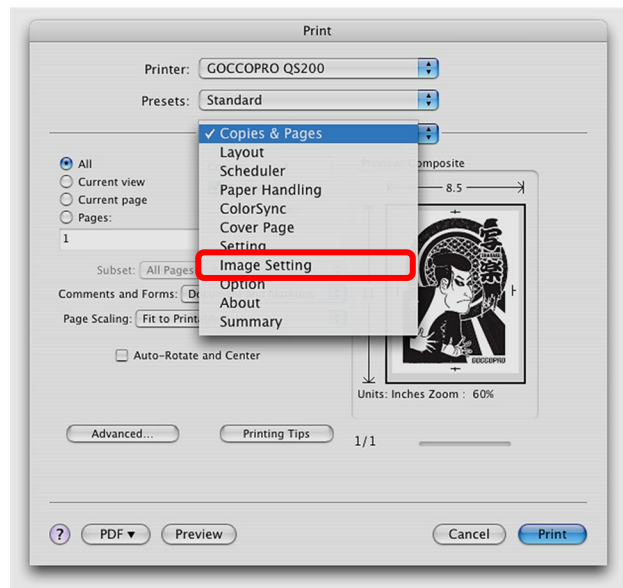 Print
Printer: GOCCOPRO QS200
Presets: Standard
✓ Copies & Pages
Layout
Scheduler
Paper Handling
ColorSync
Cover Page
Setting
Image Setting
Option
About
Summary
All
Current view
Current page
Pages:
1
Subset: All Pages
Comments and Forms:
Page Scaling: Fit to
Auto-Rotate and Center
Composite
8.5
写楽
GOCCOPRO
Units: Inches Zoom : 60%
Advanced...
Printing Tips
1/1
? PDF ▼ Preview Cancel Print